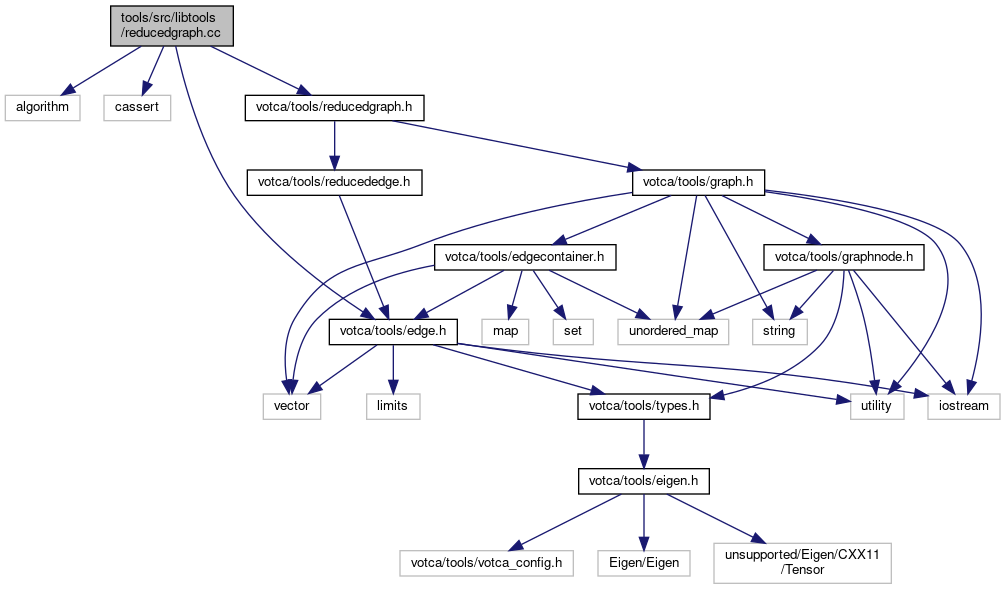 tools/src/libtools
/reducedgraph.cc
algorithm
cassert
votca/tools/reducedgraph.h
votca/tools/reducededge.h
votca/tools/graph.h
votca/tools/edgecontainer.h
votca/tools/graphnode.h
votca/tools/edge.h
map
set
unordered_map
string
vector
limits
votca/tools/types.h
utility
iostream
votca/tools/eigen.h
votca/tools/votca_config.h
Eigen/Eigen
unsupported/Eigen/CXX11
/Tensor